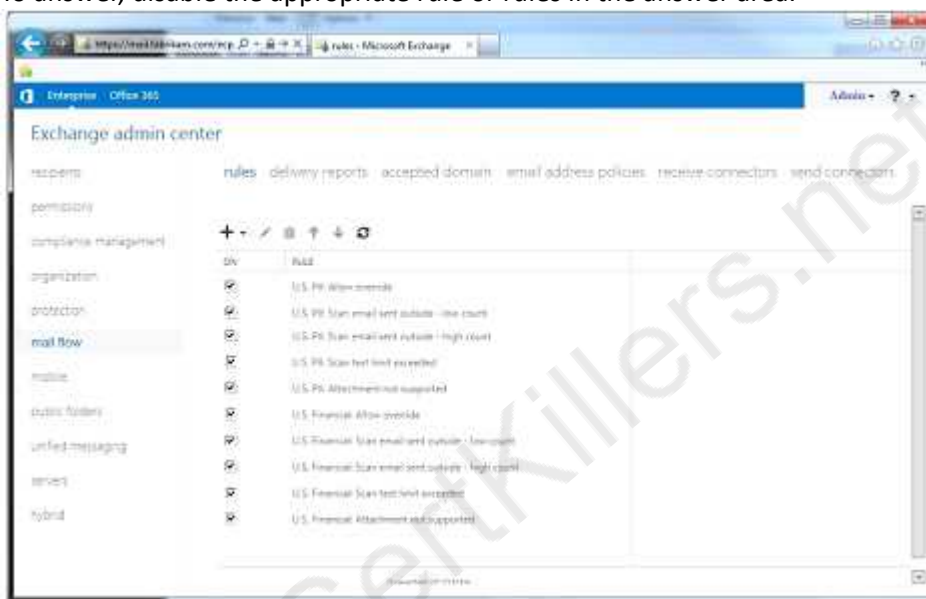 To answer, disable the appropriate rule or rules in the answer area.
rules - Microsoft Exchange
Enterprise Office 365
Admin ?
Exchange admin center
recipients
permissions
compliance management
organization
protection
mail flow
mobile
public folders
unified messaging
servers
hybrid
rules delivery reports accepted domain email address policies receive connectors send connectors
ON RULE
U.S. PII: Allow override
U.S. PII: Scan email sent outside - low count
U.S. PII: Scan email sent outside - high count
U.S. PII: Scan text limit exceeded
U.S. PII: Attachment not supported
U.S. Financial: Allow override
U.S. Financial: Scan email sent outside - low count
U.S. Financial: Scan email sent outside - high count
U.S. Financial: Scan text limit exceeded
U.S. Financial: Attachment not supported
CertKillers.net